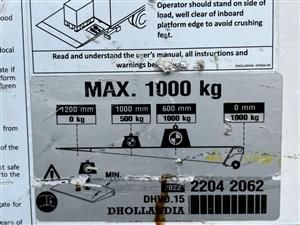 Operator should stand on side of
load, well clear of inboard
platform edge to avoid crushing
feet.
Read and understand the user's manual, all instructions and
warnings
MAX. 1000 kg
1200 mm 1000 mm 600 mm 0 mm
0 kg 500 kg 1000 kg 1000 kg
MIN.
2022 2204 2062
DHV0.15
DHOLLANDIA